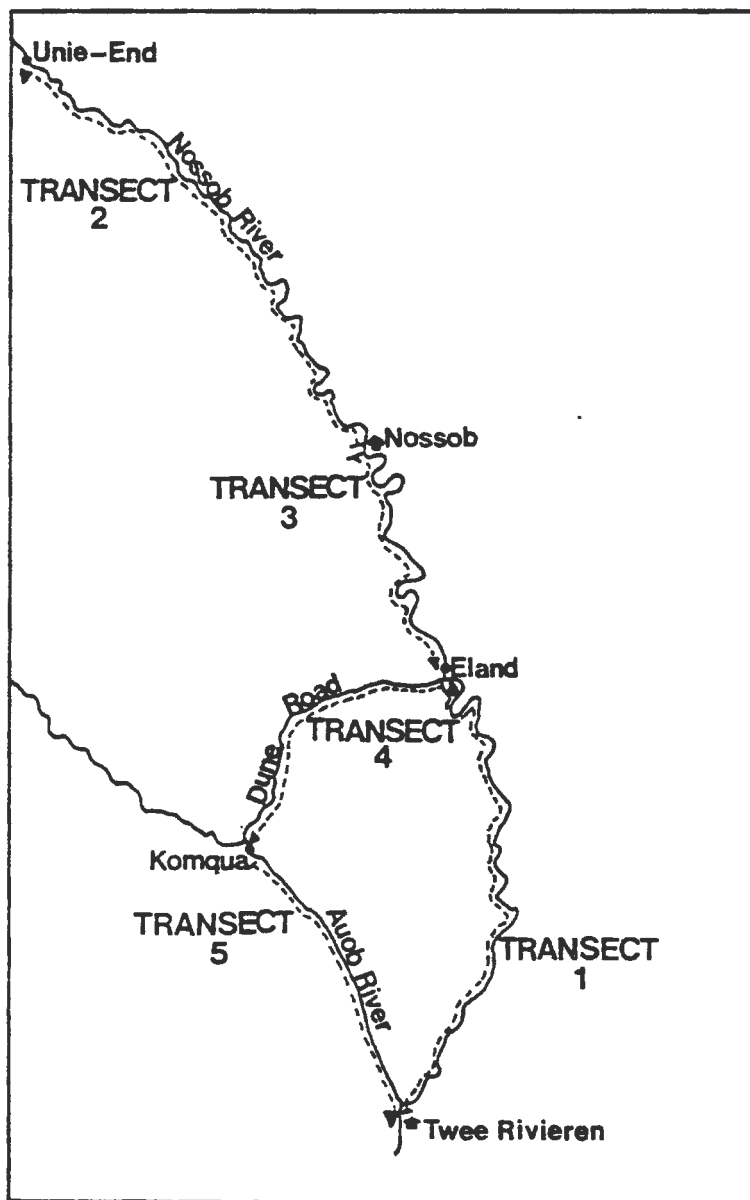 Unie-End
Nossob River
TRANSECT
2
Nossob
TRANSECT
3
Eland
Dune Road
TRANSECT
4
Komqua
TRANSECT
5
Auob River
TRANSECT
1
Twee Rivieren